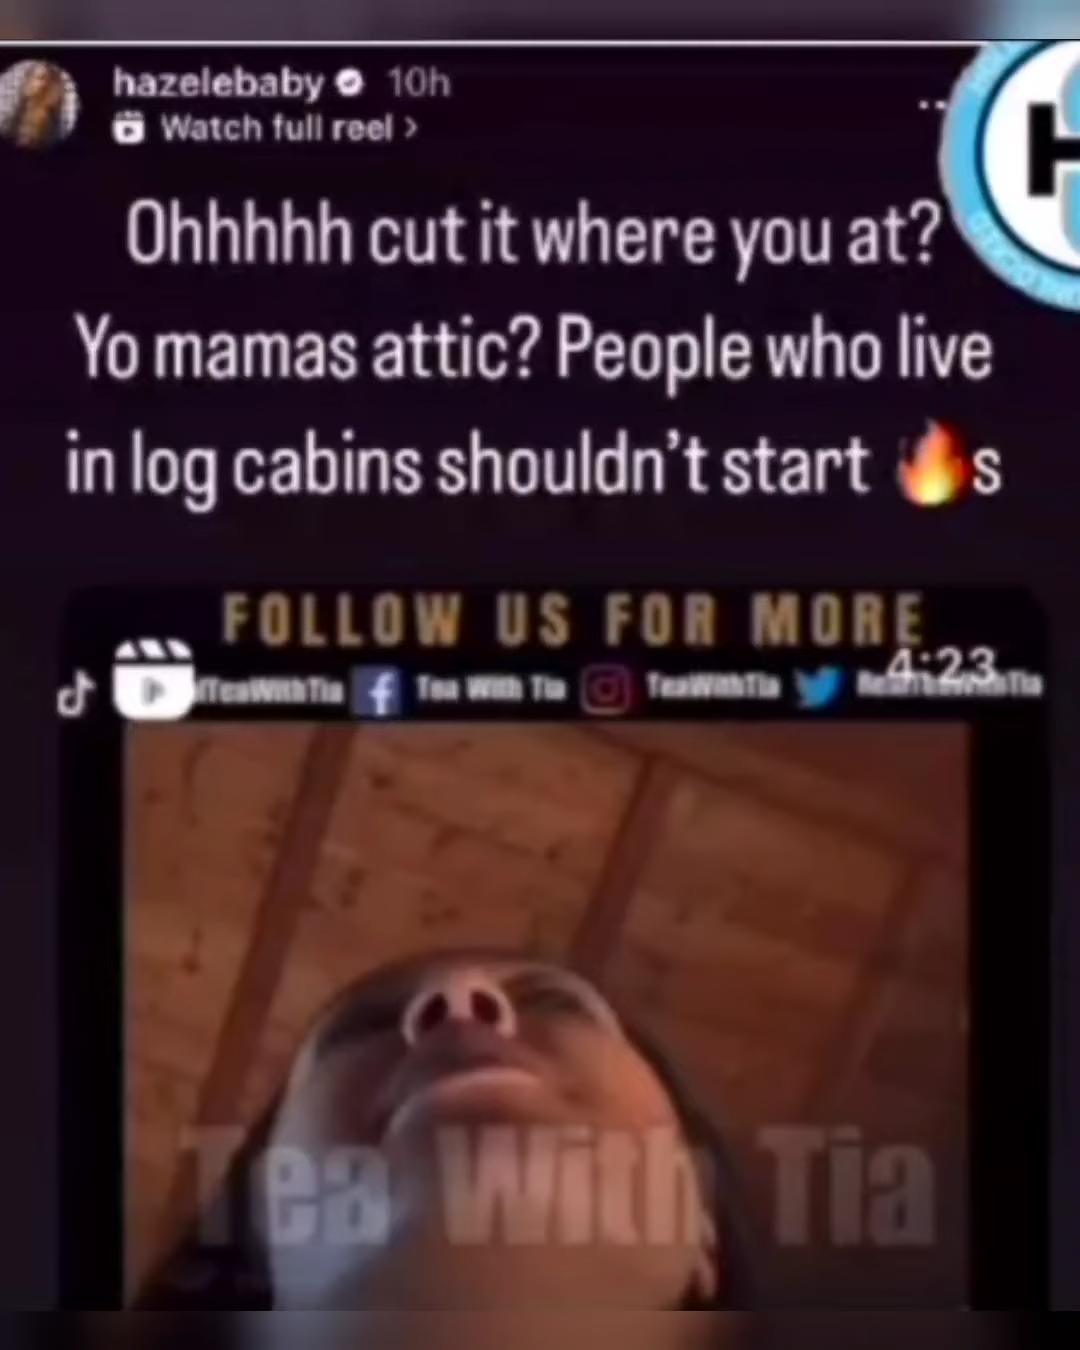 hazelebaby 10h
Watch full reel >
Ohhhhh cut it where you at?
Yo mamas attic? People who live
in log cabins shouldn't start 🔥s
FOLLOW US FOR MORE
4:23
TeaWithTia Tea With Tia TeaWithTia
Tea With Tia